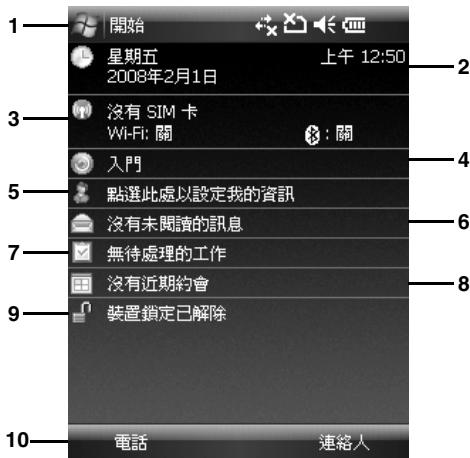 1 開始
星期五 上午 12:50 2
2008年2月1日
3 沒有 SIM 卡
Wi-Fi: 關 : 關
入門 4
5 點選此處以設定我的資訊
沒有未閱讀的訊息 6
7 無待處理的工作
沒有近期約會 8
9 裝置鎖定已解除
10 電話 連絡人